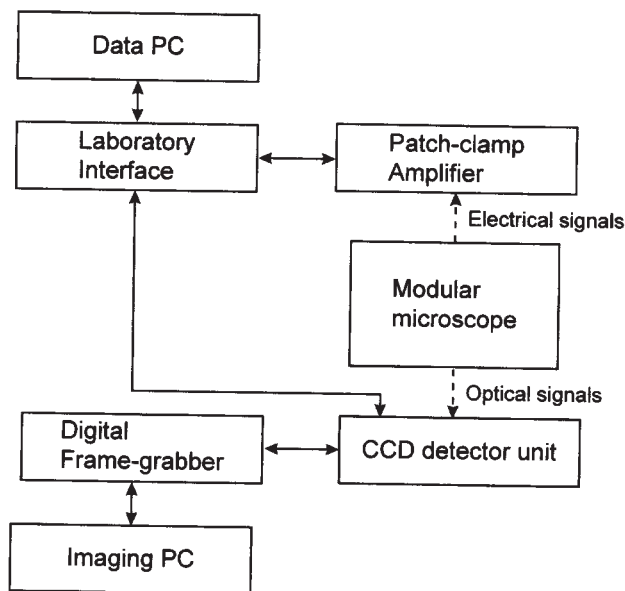 Data PC
Laboratory
Interface
Patch-clamp
Amplifier
Electrical signals
Modular
microscope
Optical signals
Digital
Frame-grabber
CCD detector unit
Imaging PC